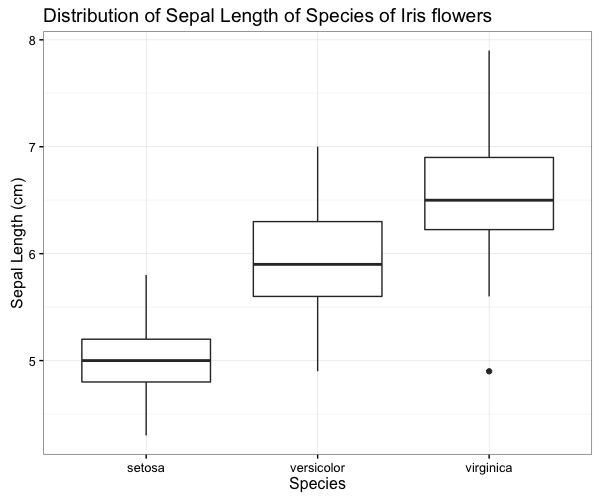 Distribution of Sepal Length of Species of Iris flowers
8
7
6
5
Sepal Length (cm)
setosa versicolor virginica
Species